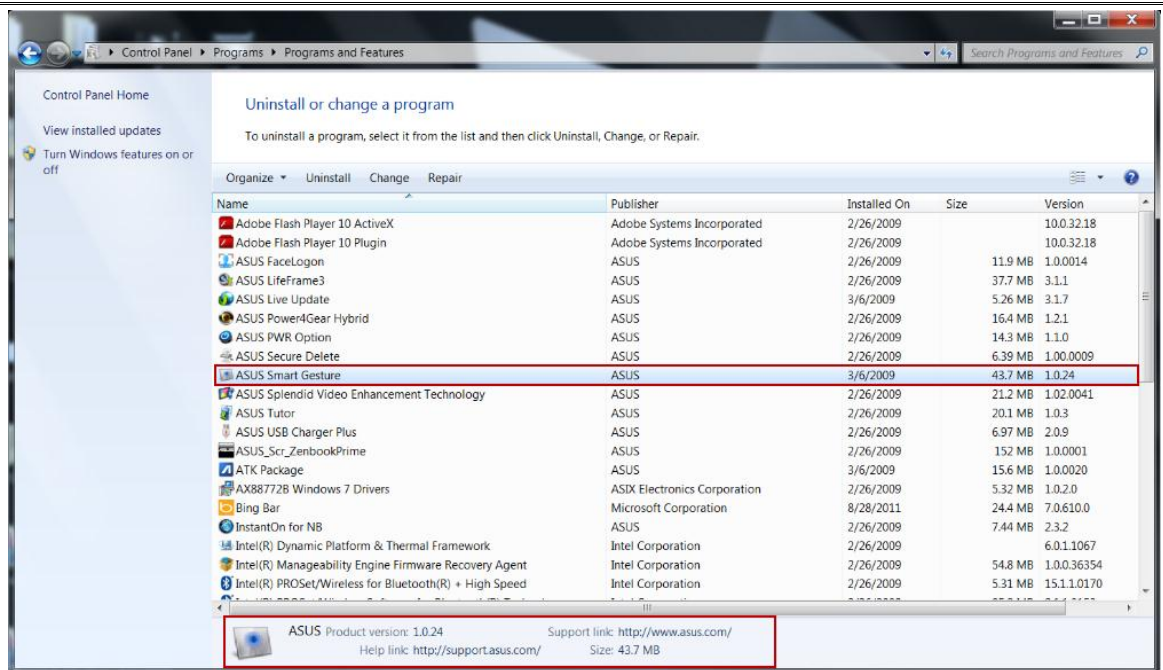 Control Panel ▸ Programs ▸ Programs and Features
Search Programs and Features
Control Panel Home
View installed updates
Turn Windows features on or
off
Uninstall or change a program
To uninstall a program, select it from the list and then click Uninstall, Change, or Repair.
Organize Uninstall Change Repair
Name Publisher Installed On Size Version
Adobe Flash Player 10 ActiveX Adobe Systems Incorporated 2/26/2009 10.0.32.18
Adobe Flash Player 10 Plugin Adobe Systems Incorporated 2/26/2009 10.0.32.18
ASUS FaceLogon ASUS 2/26/2009 11.9 MB 1.0.0014
ASUS LifeFrame3 ASUS 2/26/2009 37.7 MB 3.1.1
ASUS Live Update ASUS 3/6/2009 5.26 MB 3.1.7
ASUS Power4Gear Hybrid ASUS 2/26/2009 16.4 MB 1.2.1
ASUS PWR Option ASUS 2/26/2009 14.3 MB 1.1.0
ASUS Secure Delete ASUS 2/26/2009 6.39 MB 1.00.0009
ASUS Smart Gesture ASUS 3/6/2009 43.7 MB 1.0.24
ASUS Splendid Video Enhancement Technology ASUS 2/26/2009 21.2 MB 1.02.0041
ASUS Tutor ASUS 2/26/2009 20.1 MB 1.0.3
ASUS USB Charger Plus ASUS 2/26/2009 6.97 MB 2.0.9
ASUS_Scr_ZenbookPrime ASUS 2/26/2009 152 MB 1.0.0001
ATK Package ASUS 3/6/2009 15.6 MB 1.0.0020
AX88772B Windows 7 Drivers ASIX Electronics Corporation 2/26/2009 5.32 MB 1.0.2.0
Bing Bar Microsoft Corporation 8/28/2011 24.4 MB 7.0.610.0
InstantOn for NB ASUS 2/26/2009 7.44 MB 2.3.2
Intel(R) Dynamic Platform & Thermal Framework Intel Corporation 2/26/2009 6.0.1.1067
Intel(R) Manageability Engine Firmware Recovery Agent Intel Corporation 2/26/2009 54.8 MB 1.0.0.36354
Intel(R) PROSet/Wireless for Bluetooth(R) + High Speed Intel Corporation 2/26/2009 5.31 MB 15.1.1.0170
ASUS Product version: 1.0.24 Support link: http://www.asus.com/
Help link: http://support.asus.com/ Size: 43.7 MB